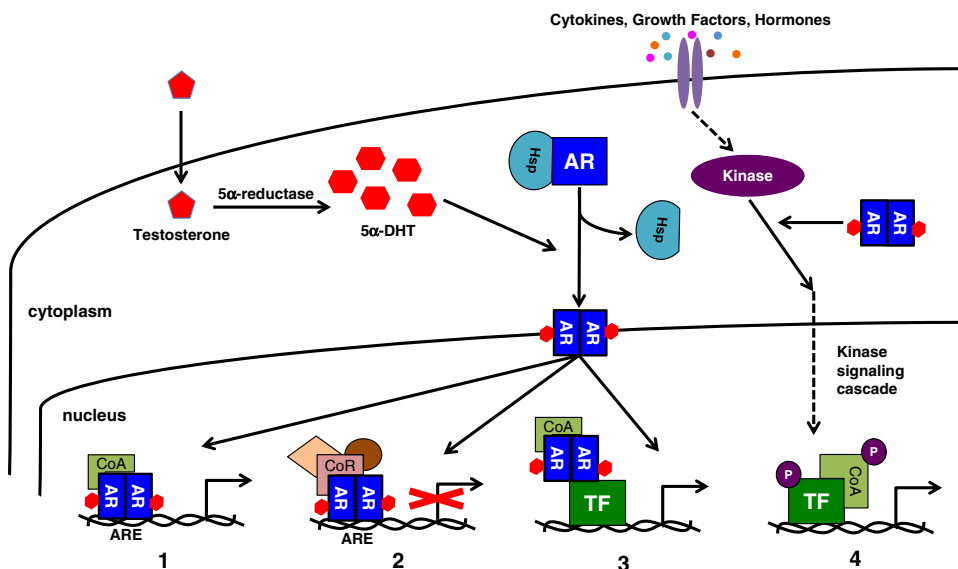 Cytokines, Growth Factors, Hormones
Hsp
AR
Kinase
5α-reductase
Testosterone
5α-DHT
Hsp
AR
AR
cytoplasm
AR
AR
Kinase
signaling
cascade
nucleus
CoA
AR
AR
ARE
1
CoR
AR
AR
ARE
2
CoA
AR
AR
TF
3
P
P
CoA
TF
4